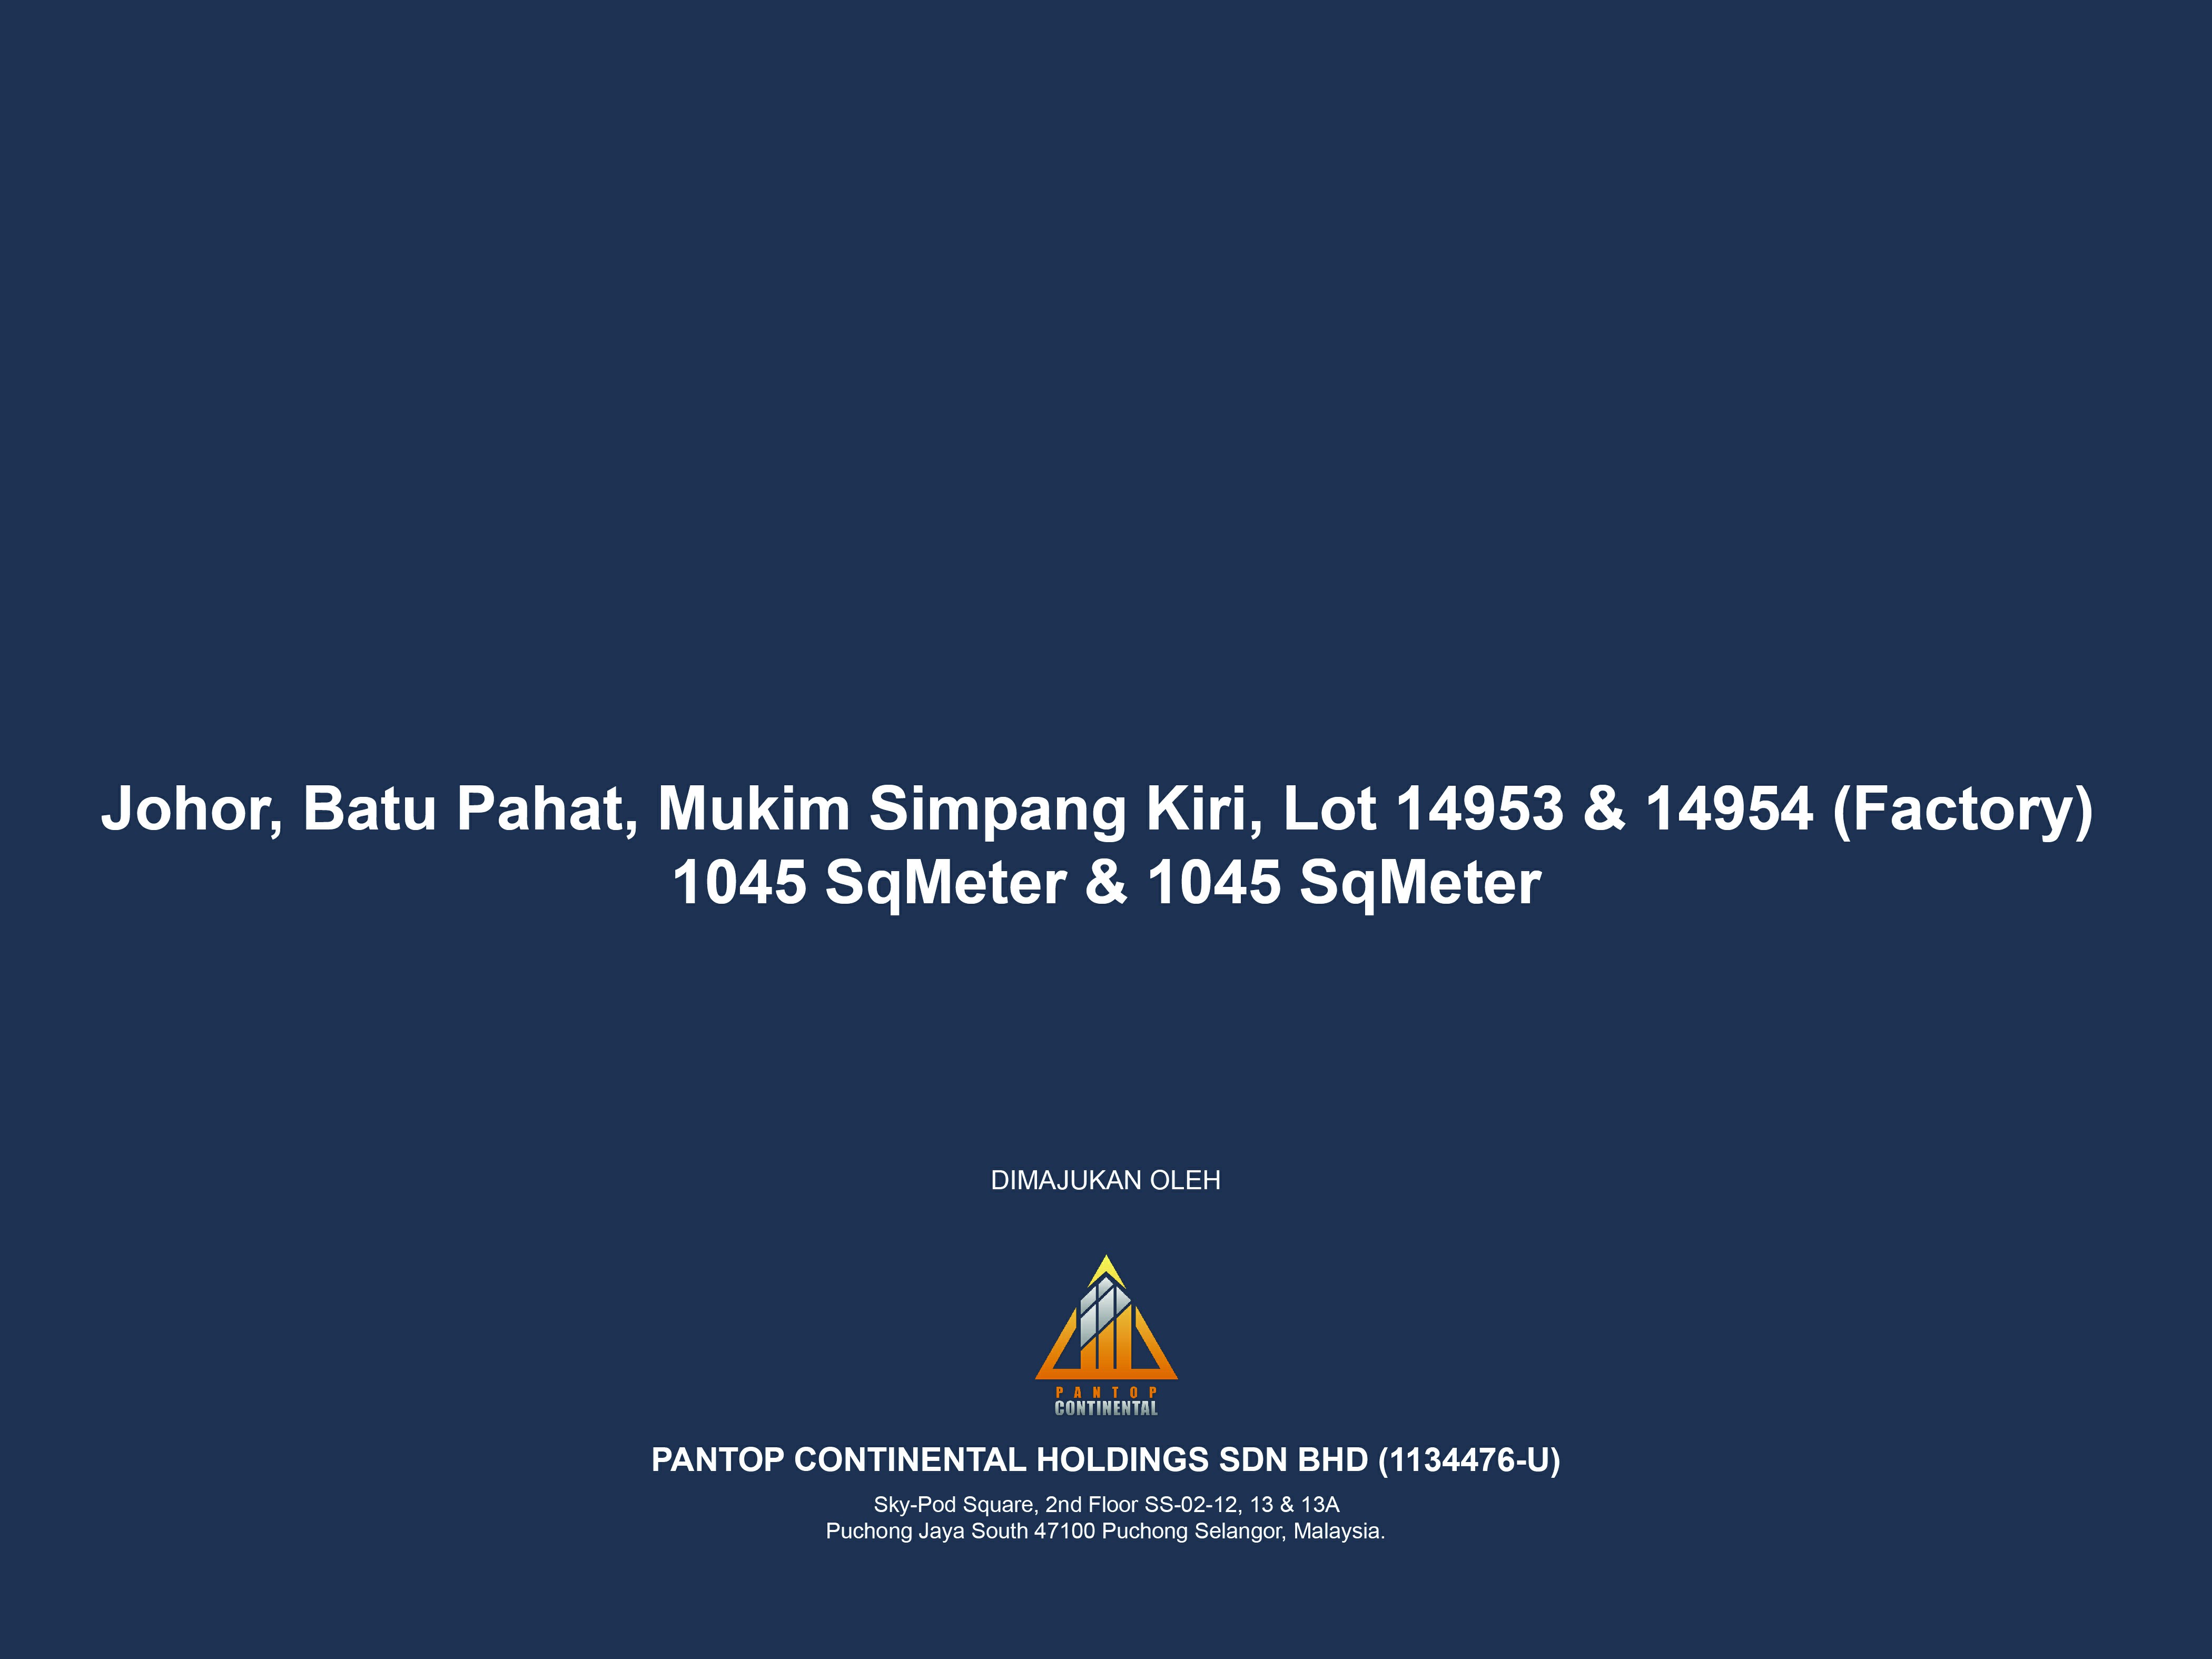 Johor, Batu Pahat, Mukim Simpang Kiri, Lot 14953 & 14954 (Factory)
1045 SqMeter & 1045 SqMeter
DIMAJUKAN OLEH
PANTOP
CONTINENTAL
PANTOP CONTINENTAL HOLDINGS SDN BHD (1134476-U)
Sky-Pod Square, 2nd Floor SS-02-12, 13 & 13A
Puchong Jaya South 47100 Puchong Selangor, Malaysia.